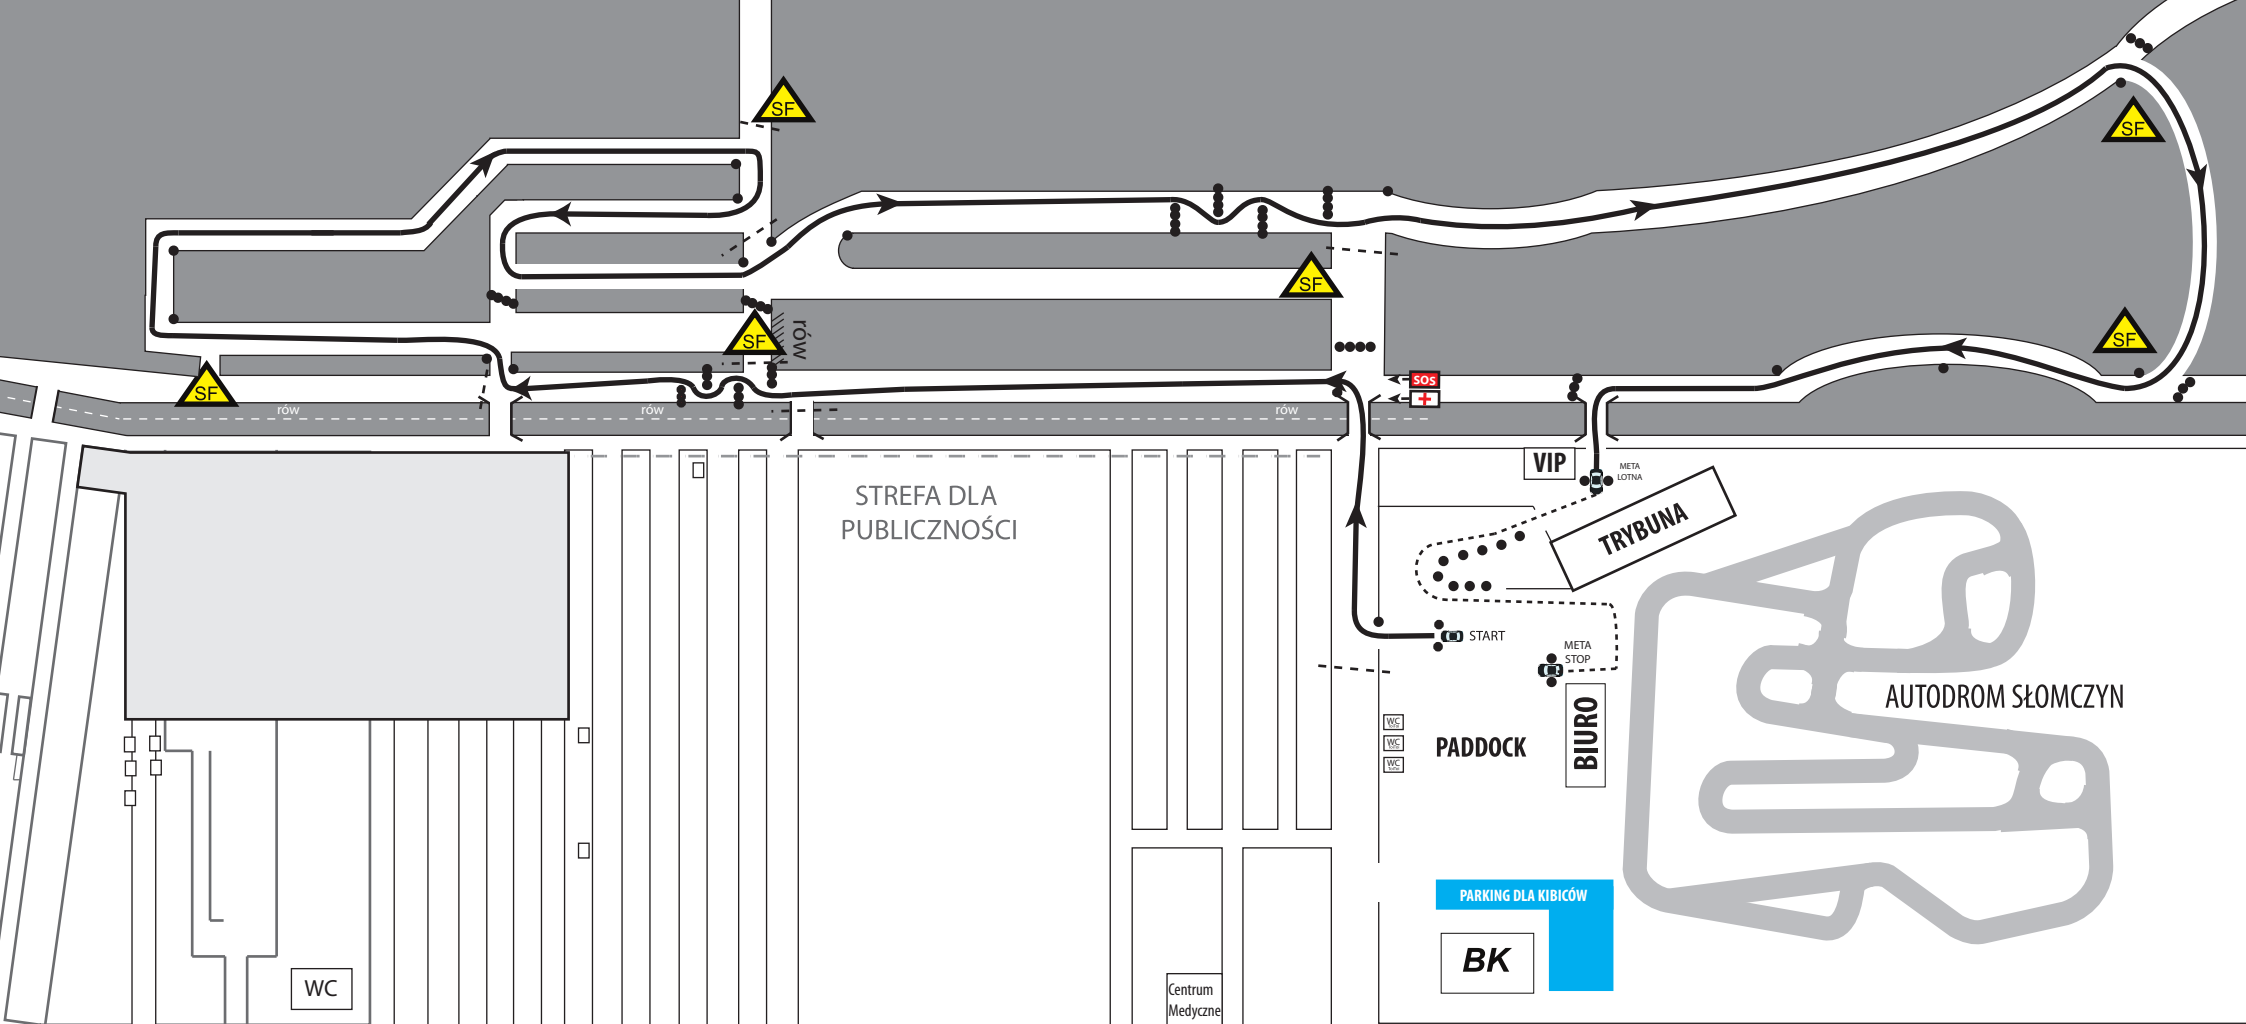 SF
SF
SF
SF
rów
SF
SF
SF
SOS
rów
rów
rów
VIP
META
LOTNA
STREFA DLA
PUBLICZNOŚCI
TRYBUNA
START
META
STOP
AUTODROM SŁOMCZYN
BIURO
WC
WC
WC
PADDOCK
PARKING DLA KIBICÓW
BK
WC
Centrum
Medyczne